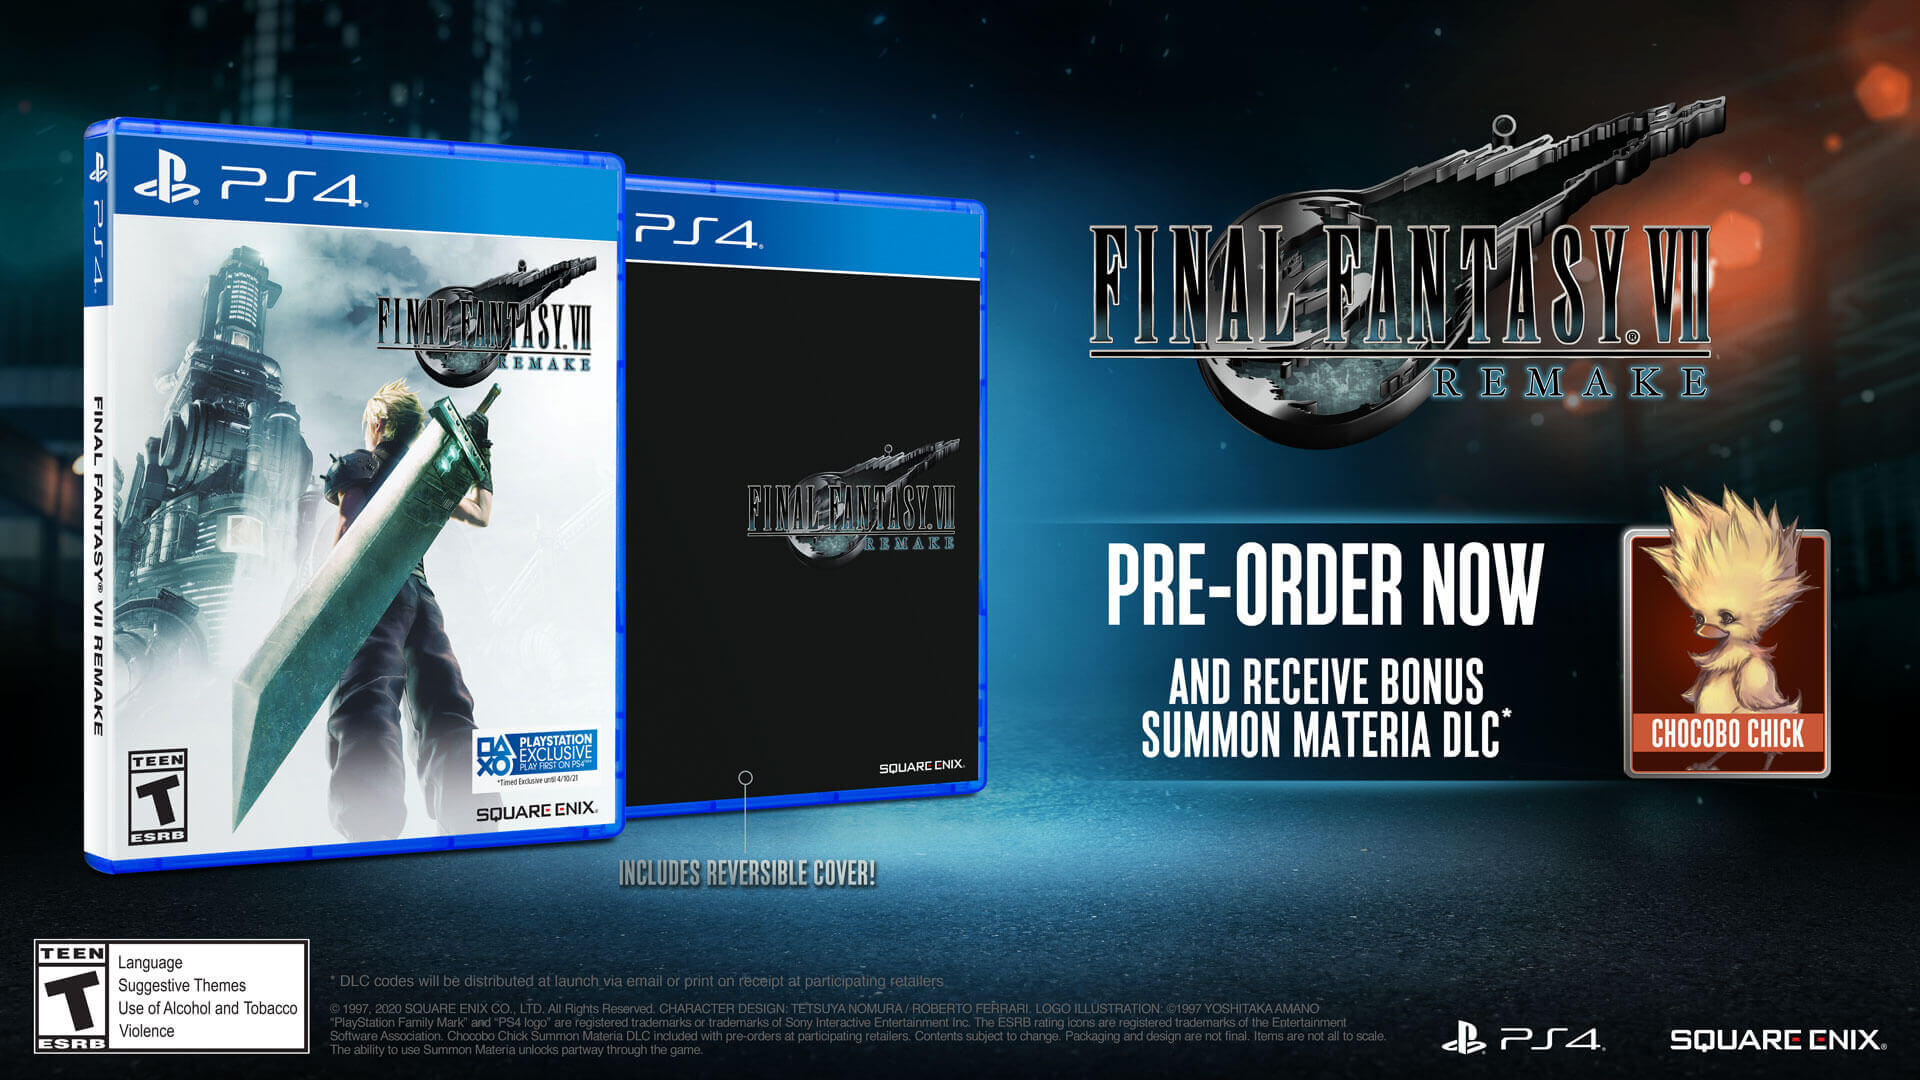 PS4
PS4
FINAL FANTASY® VII REMAKE
FINAL FANTASY. VII
REMAKE
PLAYSTATION
EXCLUSIVE
PLAY FIRST ON PS4
*Timed Exclusive until 4/10/21
SQUARE ENIX.
TEEN
T
ESRB
PS4
FINAL FANTASY. VII
REMAKE
SQUARE ENIX.
INCLUDES REVERSIBLE COVER!
FINAL FANTASY.® VII
REMAKE
PRE-ORDER NOW
AND RECEIVE BONUS
SUMMON MATERIA DLC*
CHOCOBO CHICK
TEEN
T
ESRB
Language
Suggestive Themes
Use of Alcohol and Tobacco
Violence
* DLC codes will be distributed at launch via email or print on receipt at participating retailers.
© 1997, 2020 SQUARE ENIX CO., LTD. All Rights Reserved. CHARACTER DESIGN: TETSUYA NOMURA / ROBERTO FERRARI. LOGO ILLUSTRATION: ©1997 YOSHITAKA AMANO
“PlayStation Family Mark” and “PS4 logo” are registered trademarks or trademarks of Sony Interactive Entertainment Inc. The ESRB rating icons are registered trademarks of the Entertainment
Software Association. Chocobo Chick Summon Materia DLC included with pre-orders at participating retailers. Contents subject to change. Packaging and design are not final. Items are not all to scale.
The ability to use Summon Materia unlocks partway through the game.
PS4.
SQUARE ENIX®